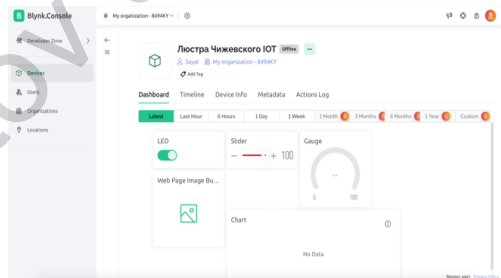 Blynk.Console
My organization - 8494KY
Developer Zone
Devices
Users
Organizations
Locations
Люстра Чижевского IOT Offline
Sayat My organization - 8494KY
Add Tag
Dashboard Timeline Device Info Metadata Actions Log
Latest Last Hour 6 Hours 1 Day 1 Week 1 Month 3 Months 6 Months 1 Year Custom
LED
Slider
100
Gauge
--
0 100
Web Page Image Bu...
Chart
No Data
Privacy Policy